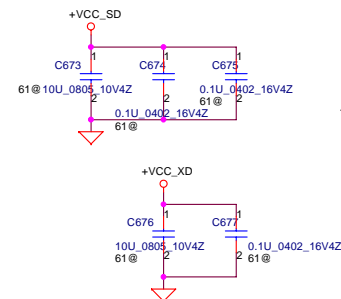 +VCC_SD
C673 C674 C675
1 1 1
61@ 10U_0805_10V4Z 0.1U_0402_16V4Z
61@
2 2 2
0.1U_0402_16V4Z
61@
+VCC_XD
C676 C677
1 1
10U_0805_10V4Z 0.1U_0402_16V4Z
61@ 61@
2 2